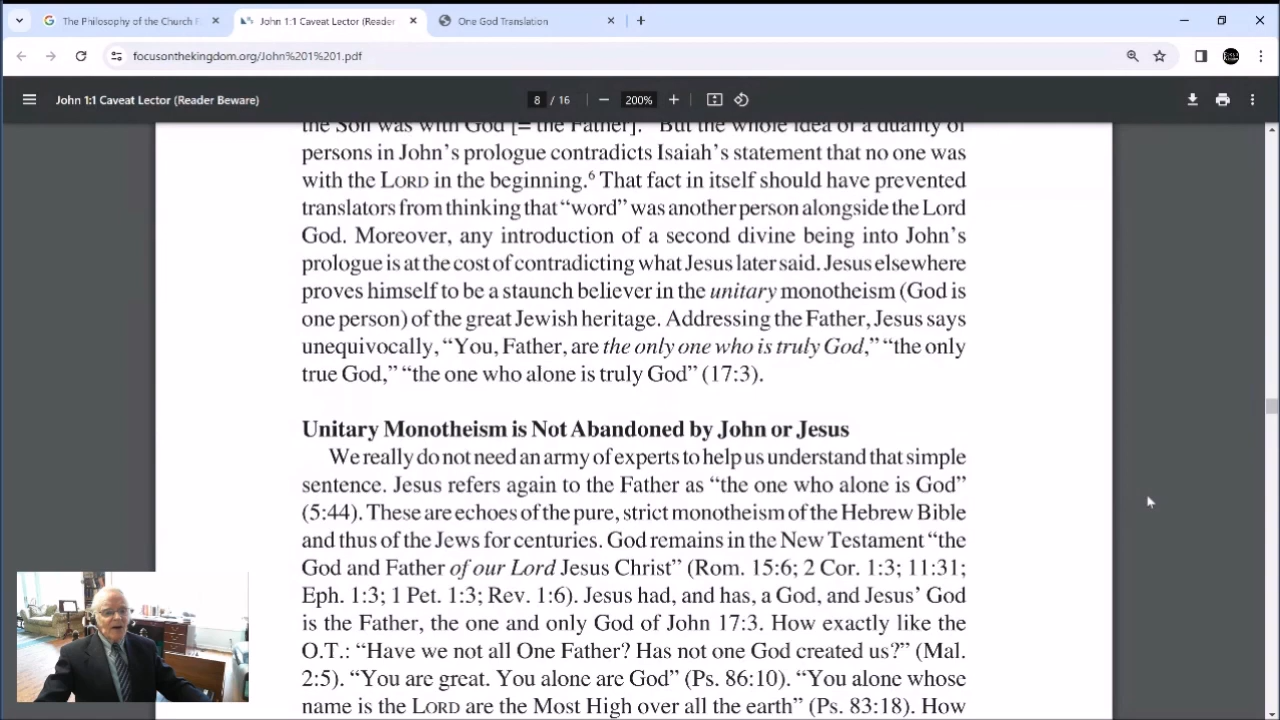 The Philosophy of the Church F
John 1:1 Caveat Lector (Reader
One God Translation
focusonthekingdom.org/John%201%201.pdf
John 1:1 Caveat Lector (Reader Beware)
8 / 16
200%
the Son was with God [= the Father]." But the whole idea of a duality of
persons in John's prologue contradicts Isaiah's statement that no one was
with the LORD in the beginning.⁶ That fact in itself should have prevented
translators from thinking that “word” was another person alongside the Lord
God. Moreover, any introduction of a second divine being into John's
prologue is at the cost of contradicting what Jesus later said. Jesus elsewhere
proves himself to be a staunch believer in the unitary monotheism (God is
one person) of the great Jewish heritage. Addressing the Father, Jesus says
unequivocally, “You, Father, are the only one who is truly God,” “the only
true God,” “the one who alone is truly God” (17:3).
Unitary Monotheism is Not Abandoned by John or Jesus
We really do not need an army of experts to help us understand that simple
sentence. Jesus refers again to the Father as “the one who alone is God”
(5:44). These are echoes of the pure, strict monotheism of the Hebrew Bible
and thus of the Jews for centuries. God remains in the New Testament “the
God and Father of our Lord Jesus Christ” (Rom. 15:6; 2 Cor. 1:3; 11:31;
Eph. 1:3; 1 Pet. 1:3; Rev. 1:6). Jesus had, and has, a God, and Jesus’ God
is the Father, the one and only God of John 17:3. How exactly like the
O.T.: “Have we not all One Father? Has not one God created us?” (Mal.
2:5). “You are great. You alone are God” (Ps. 86:10). “You alone whose
name is the LORD are the Most High over all the earth” (Ps. 83:18). How